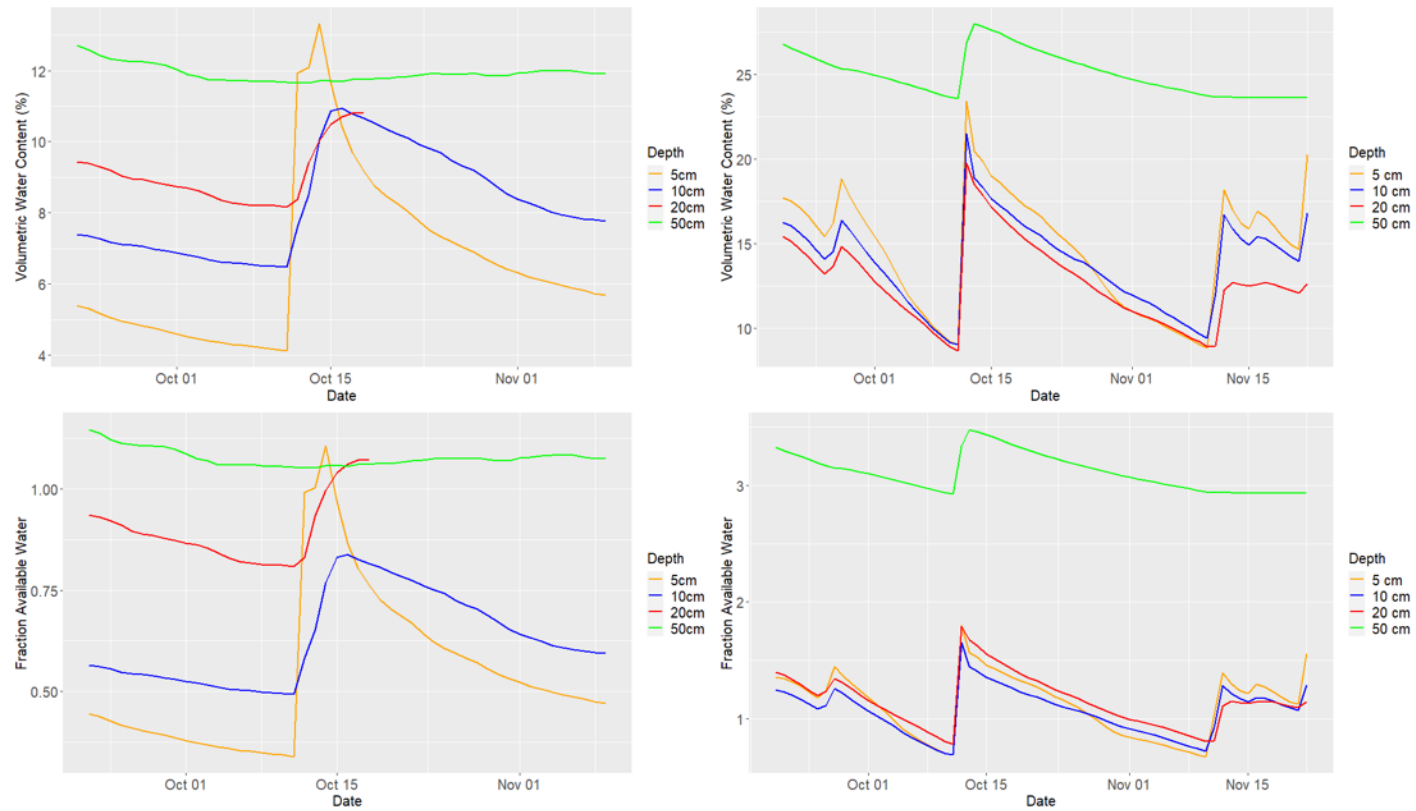 Volumetric Water Content (%)
12
10
8
6
4
Oct 01
Oct 15
Nov 01
Date
Depth
5cm
10cm
20cm
50cm
Volumetric Water Content (%)
25
20
15
10
Oct 01
Oct 15
Nov 01
Nov 15
Date
Depth
5 cm
10 cm
20 cm
50 cm
Fraction Available Water
1.00
0.75
0.50
Oct 01
Oct 15
Nov 01
Date
Depth
5cm
10cm
20cm
50cm
Fraction Available Water
3
2
1
Oct 01
Oct 15
Nov 01
Nov 15
Date
Depth
5 cm
10 cm
20 cm
50 cm